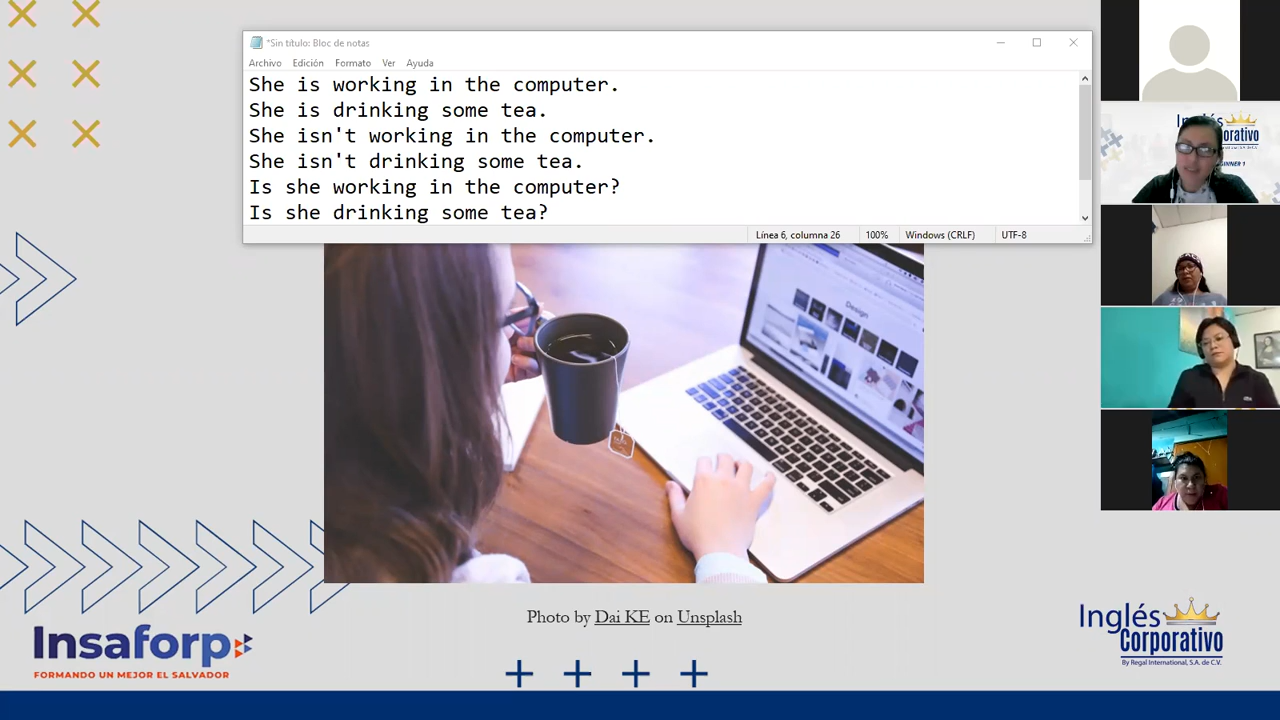 *Sin título: Bloc de notas
Archivo Edición Formato Ver Ayuda
She is working in the computer.
She is drinking some tea.
She isn't working in the computer.
She isn't drinking some tea.
Is she working in the computer?
Is she drinking some tea?
Línea 6, columna 26 100% Windows (CRLF) UTF-8
Design
Photo by Dai KE on Unsplash
Insaforp
FORMANDO UN MEJOR EL SALVADOR
Inglés
Corporativo
By Regal International, S.A. de C.V.
Inglés